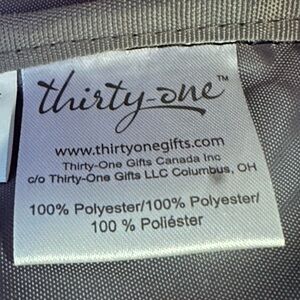 thirty-one™
www.thirtyonegifts.com
Thirty-One Gifts Canada Inc
c/o Thirty-One Gifts LLC Columbus, OH
100% Polyester/100% Polyester/
100 % Poliéster